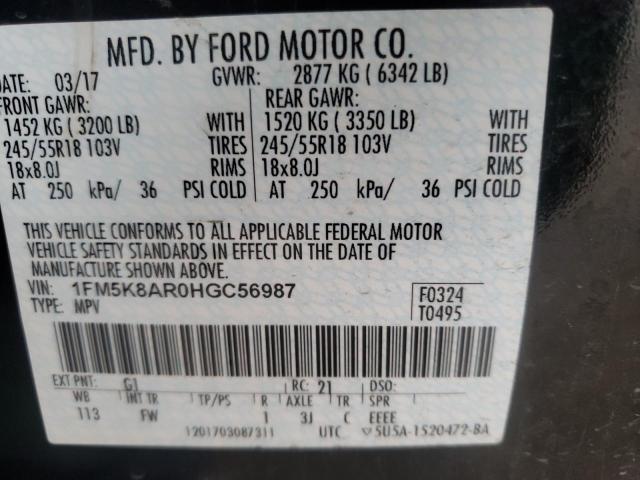 MFD. BY FORD MOTOR CO.
DATE: 03/17 GVWR: 2877 KG ( 6342 LB)
FRONT GAWR: REAR GAWR:
1452 KG ( 3200 LB) WITH 1520 KG ( 3350 LB) WITH
245/55R18 103V TIRES 245/55R18 103V TIRES
18x8.0J RIMS 18x8.0J RIMS
AT 250 kPa/ 36 PSI COLD AT 250 kPa/ 36 PSI COLD
THIS VEHICLE CONFORMS TO ALL APPLICABLE FEDERAL MOTOR
VEHICLE SAFETY STANDARDS IN EFFECT ON THE DATE OF
MANUFACTURE SHOWN ABOVE.
VIN: 1FM5K8AR0HGC56987 F0324
TYPE: MPV T0495
EXT PNT: G1 RC: 21 DSO:
WB INT TR TP/PS R AXLE TR SPR
113 FW 1 3J C EEEE
1201703087311 UTC 5U5A-1520472-BA